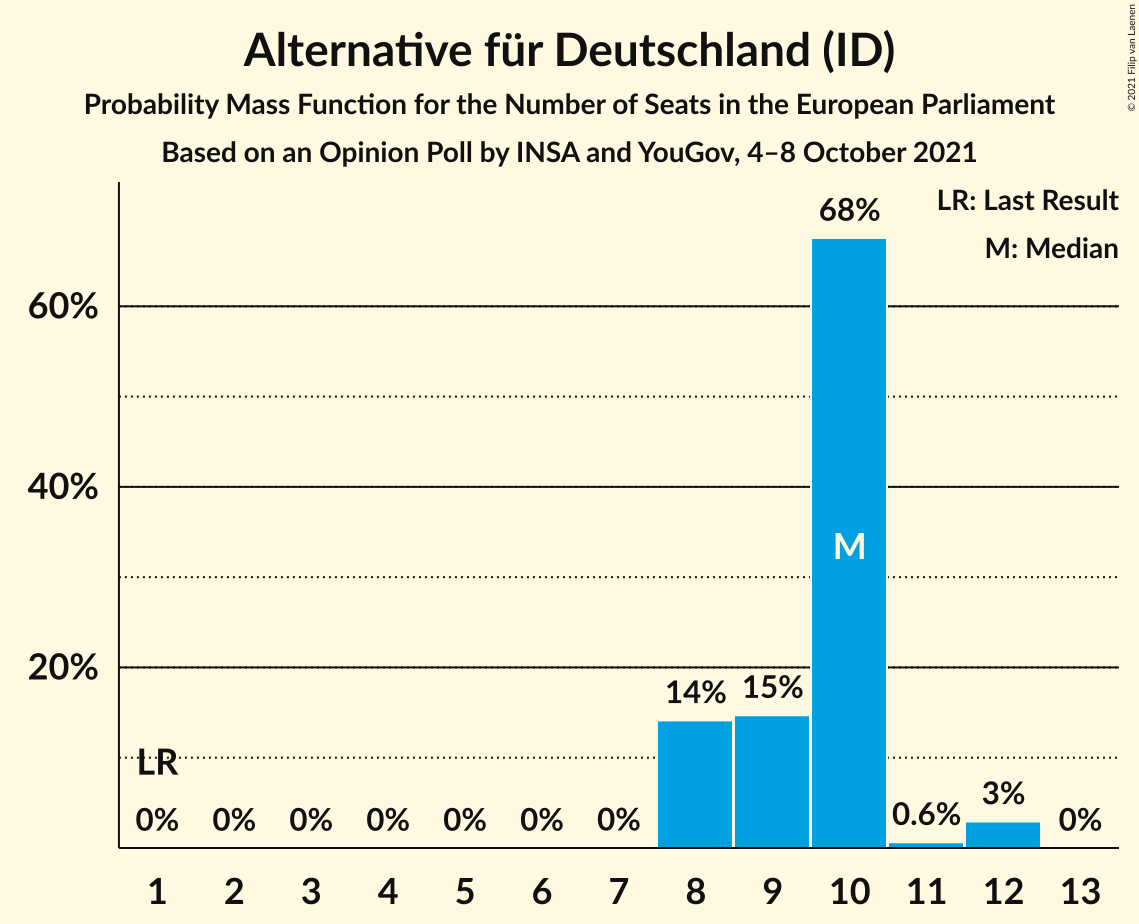 Alternative für Deutschland (ID)
Probability Mass Function for the Number of Seats in the European Parliament
Based on an Opinion Poll by INSA and YouGov, 4–8 October 2021
© 2021 Filip van Laenen
LR: Last Result
M: Median
68%
60%
40%
M
20%
14% 15%
LR
0% 0% 0% 0% 0% 0% 0% 0.6% 3% 0%
1 2 3 4 5 6 7 8 9 10 11 12 13